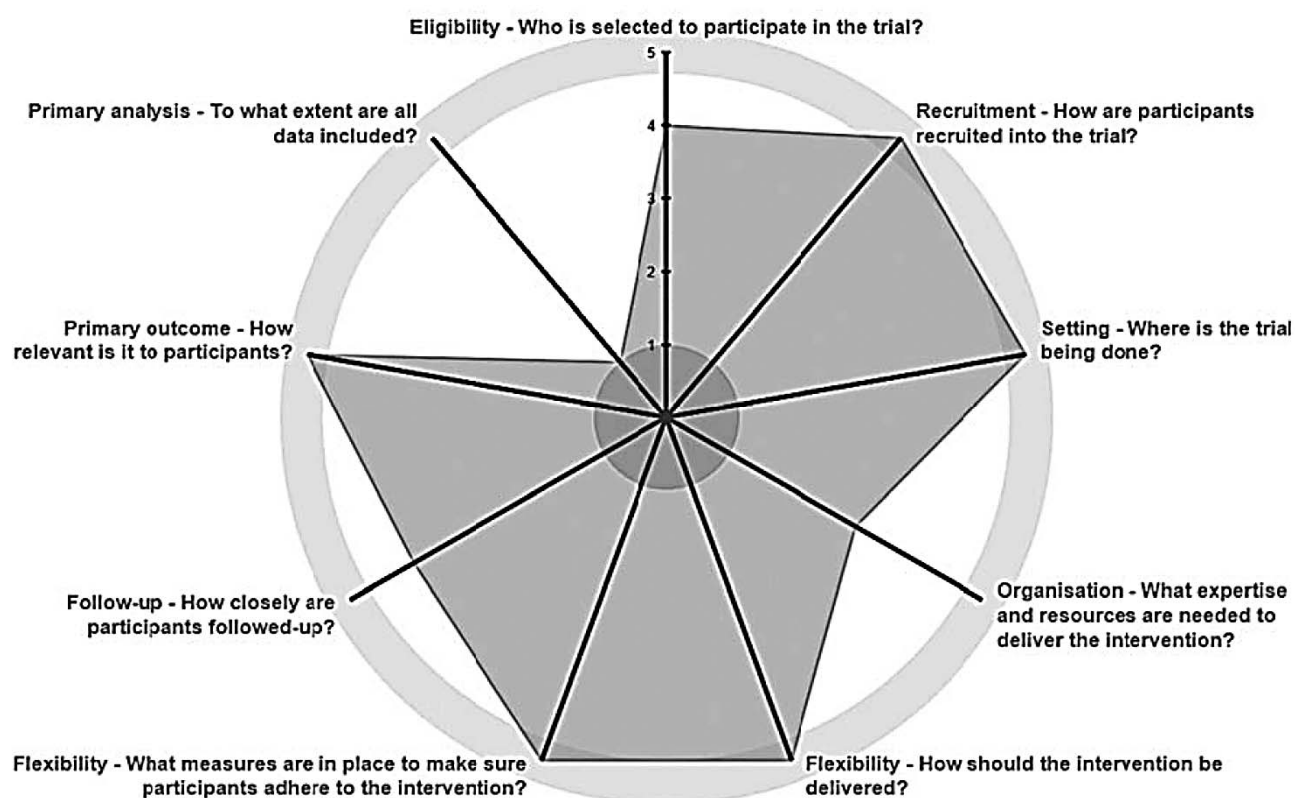 Eligibility - Who is selected to participate in the trial?
5
Primary analysis - To what extent are all
data included?
Recruitment - How are participants
recruited into the trial?
4
3
2
1
Primary outcome - How
relevant is it to participants?
Setting - Where is the trial
being done?
Follow-up - How closely are
participants followed-up?
Organisation - What expertise
and resources are needed to
deliver the intervention?
Flexibility - What measures are in place to make sure
participants adhere to the intervention?
Flexibility - How should the intervention be
delivered?